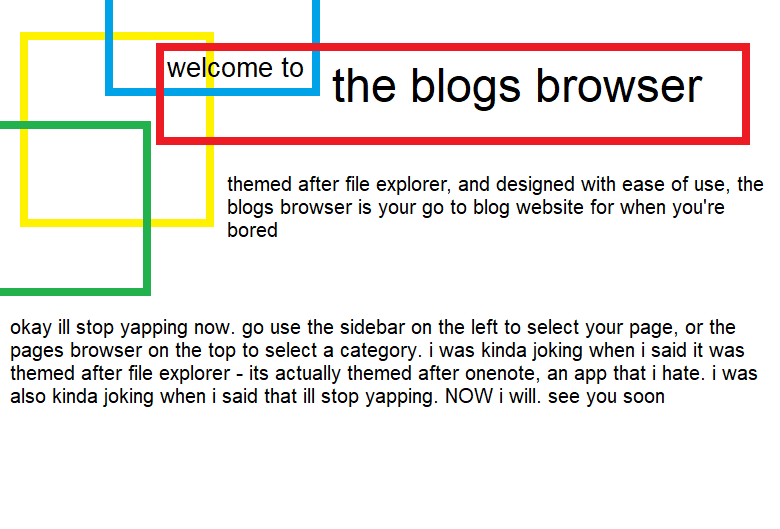 welcome to
the blogs browser
themed after file explorer, and designed with ease of use, the
blogs browser is your go to blog website for when you're
bored
okay ill stop yapping now. go use the sidebar on the left to select your page, or the
pages browser on the top to select a category. i was kinda joking when i said it was
themed after file explorer - its actually themed after onenote, an app that i hate. i was
also kinda joking when i said that ill stop yapping. NOW i will. see you soon